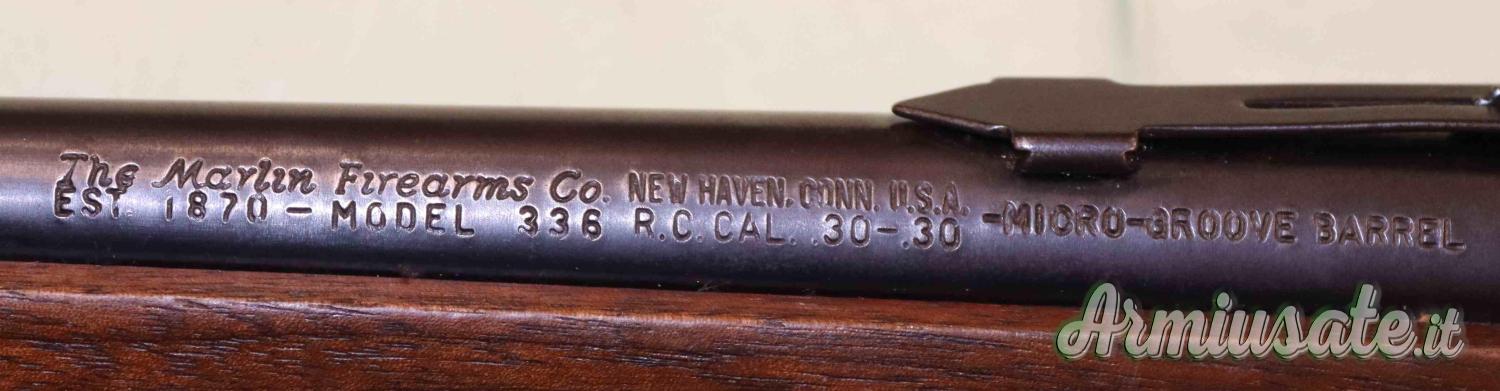 The Marlin Firearms Co. NEW HAVEN. CONN. U.S.A.
EST. 1870 - MODEL 336 R.C. CAL. .30-.30 -MICRO-GROOVE BARREL
Armiusate.it